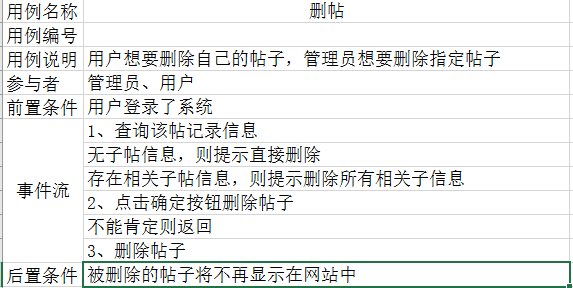 用例名称 删帖
用例编号
用例说明 用户想要删除自己的帖子，管理员想要删除指定帖子
参与者 管理员、用户
前置条件 用户登录了系统
事件流
1、查询该帖记录信息
无子帖信息，则提示直接删除
存在相关子帖信息，则提示删除所有相关子信息
2、点击确定按钮删除帖子
不能肯定则返回
3、删除帖子
后置条件 被删除的帖子将不再显示在网站中